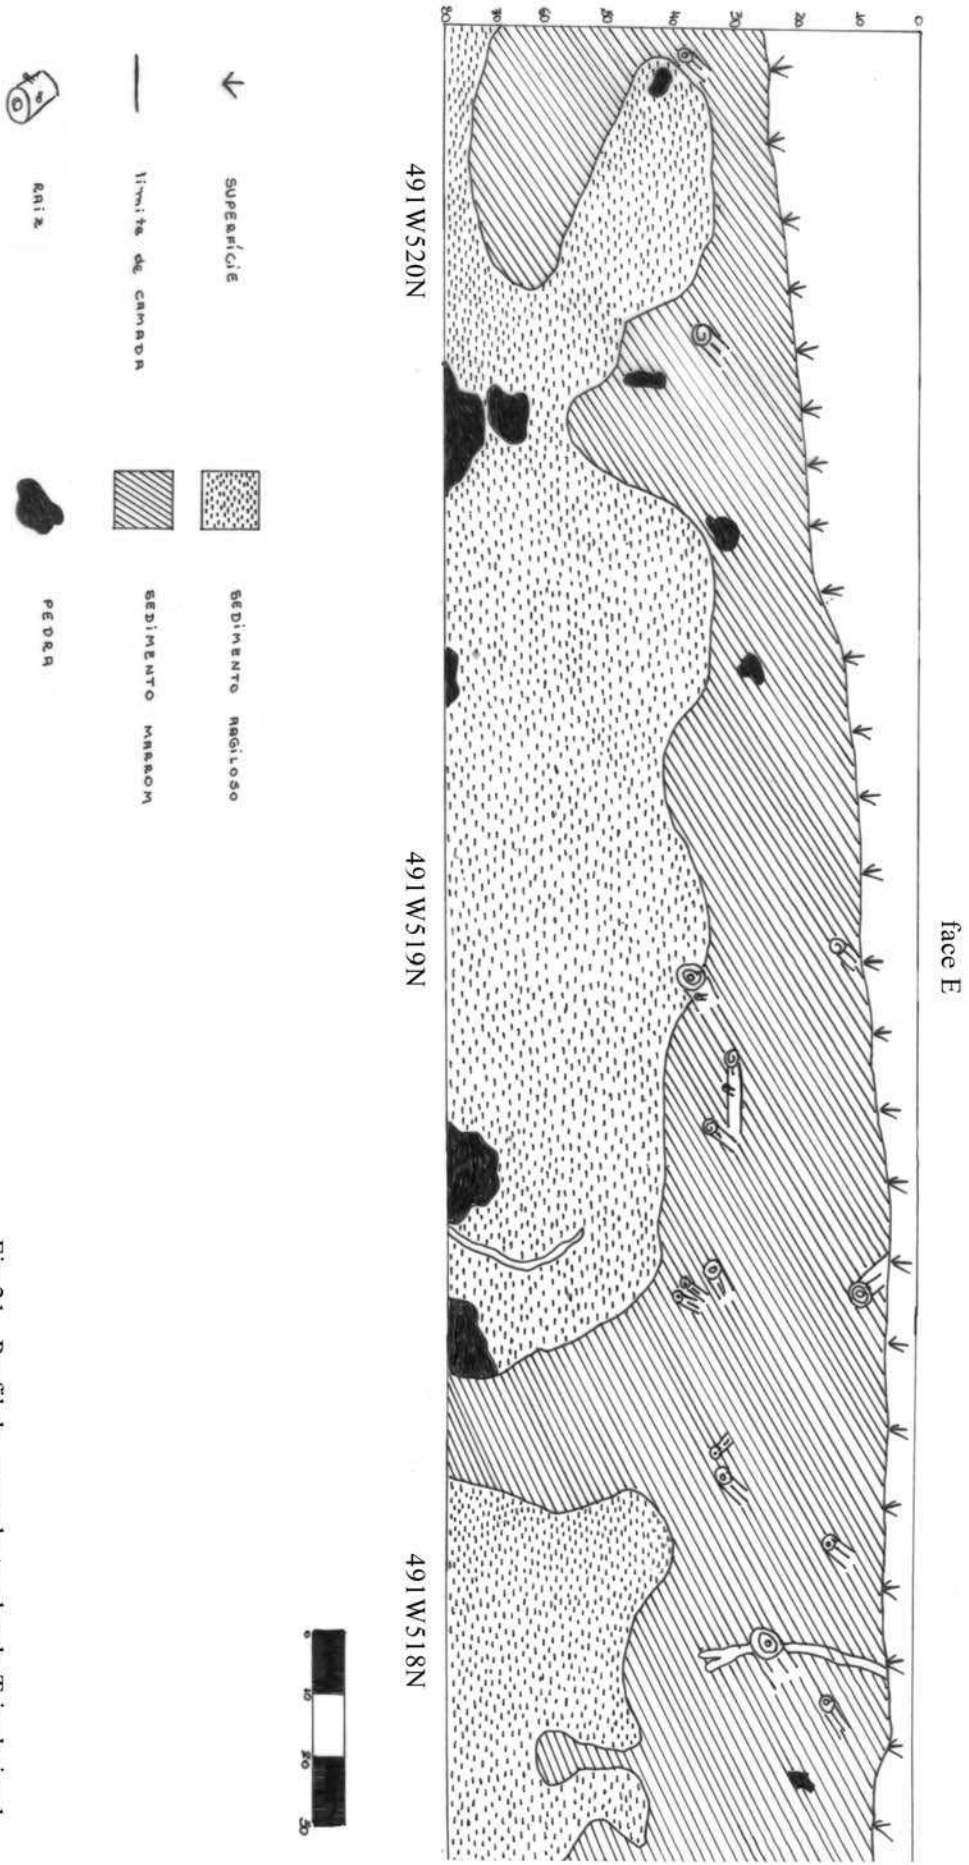 face E
0
10
20
30
40
50
60
70
80
491W520N
491W519N
491W518N
SUPERFÍCIE
limite de CAMADA
RAIZ
SEDIMENTO ARGILOSO
SEDIMENTO MARROM
PEDRA
0 10 20 30